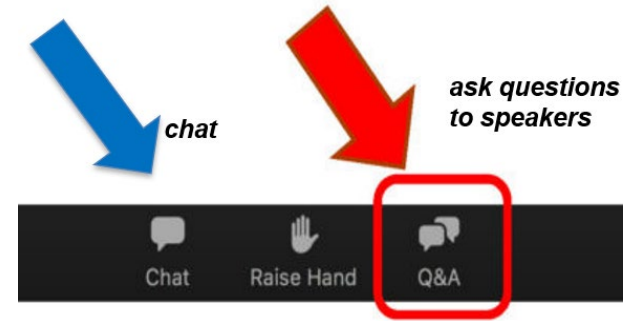 chat
ask questions
to speakers
Chat
Raise Hand
Q&A